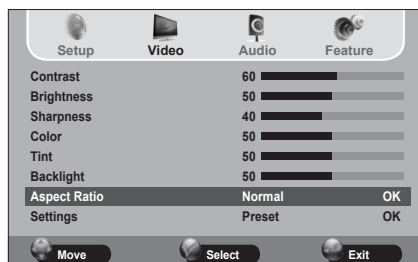 Setup Video Audio Feature
Contrast 60
Brightness 50
Sharpness 40
Color 50
Tint 50
Backlight 50
Aspect Ratio Normal OK
Settings Preset OK
Move Select Exit